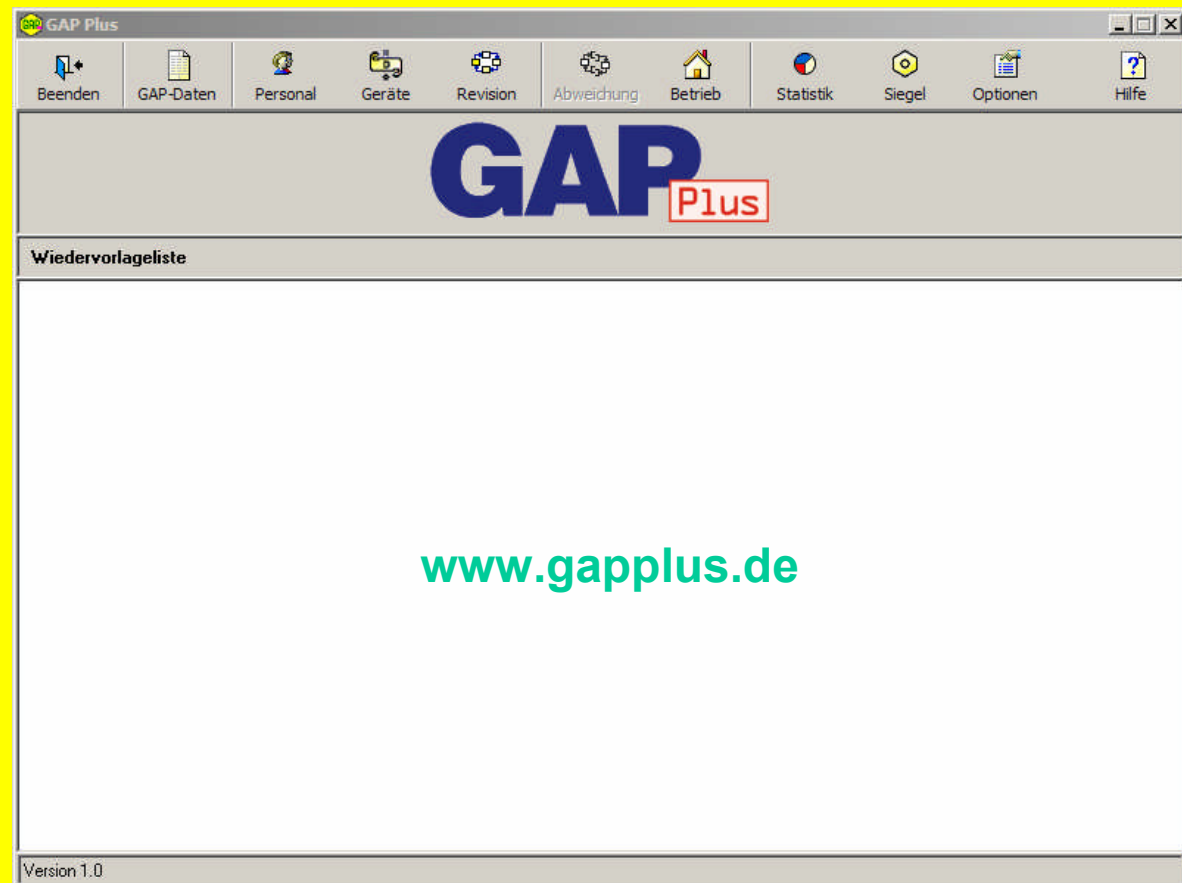 GAP GAP Plus
Beenden GAP-Daten Personal Geräte Revision Abweichung Betrieb Statistik Siegel Optionen Hilfe
GAP Plus
Wiedervorlageliste
www.gapplus.de
Version 1.0